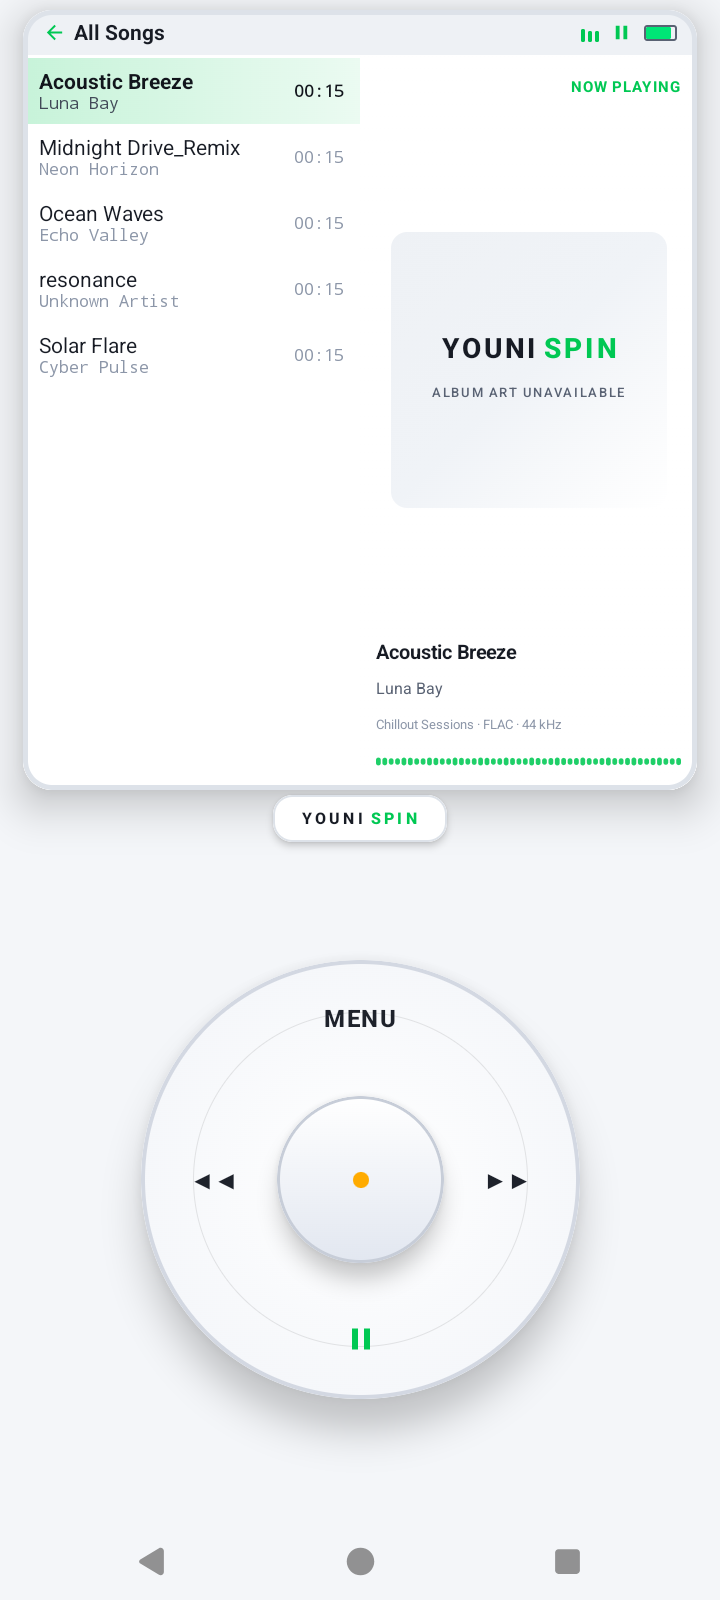 All Songs
Acoustic Breeze
Luna Bay
00:15
Midnight Drive_Remix
Neon Horizon
00:15
Ocean Waves
Echo Valley
00:15
resonance
Unknown Artist
00:15
Solar Flare
Cyber Pulse
00:15
NOW PLAYING
YOUNI SPIN
ALBUM ART UNAVAILABLE
Acoustic Breeze
Luna Bay
Chillout Sessions · FLAC · 44 kHz
YOUNI SPIN
MENU